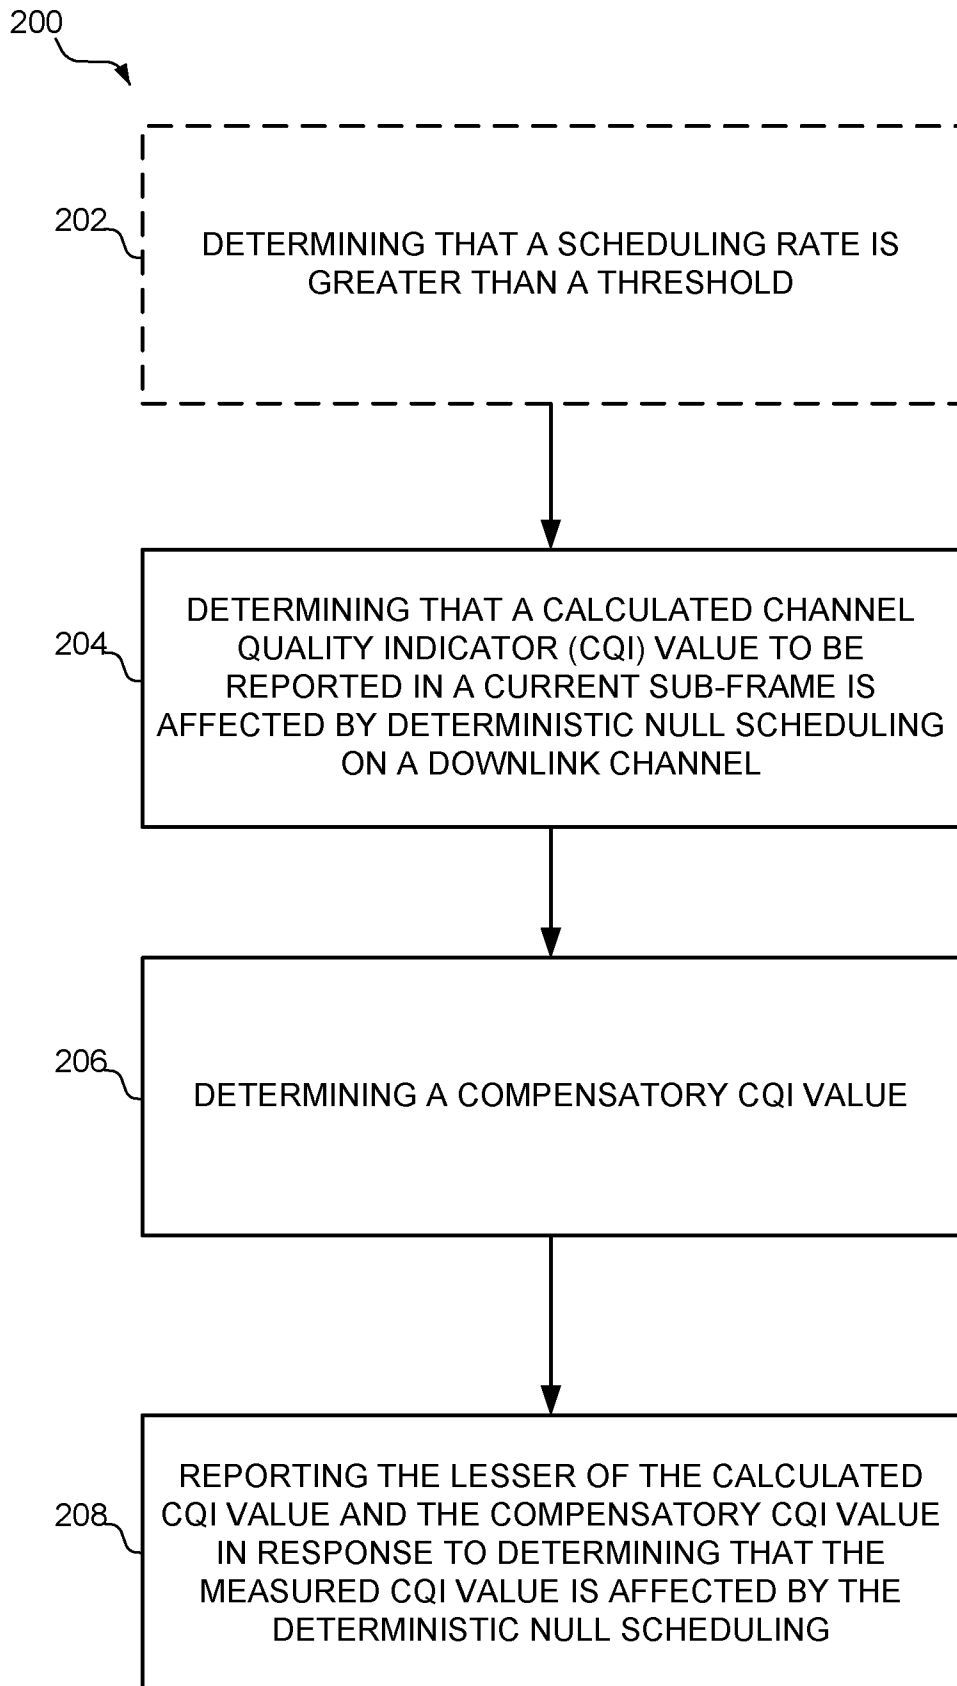 200
202
DETERMINING THAT A SCHEDULING RATE IS
GREATER THAN A THRESHOLD
204
DETERMINING THAT A CALCULATED CHANNEL
QUALITY INDICATOR (CQI) VALUE TO BE
REPORTED IN A CURRENT SUB-FRAME IS
AFFECTED BY DETERMINISTIC NULL SCHEDULING
ON A DOWNLINK CHANNEL
206
DETERMINING A COMPENSATORY CQI VALUE
208
REPORTING THE LESSER OF THE CALCULATED
CQI VALUE AND THE COMPENSATORY CQI VALUE
IN RESPONSE TO DETERMINING THAT THE
MEASURED CQI VALUE IS AFFECTED BY THE
DETERMINISTIC NULL SCHEDULING